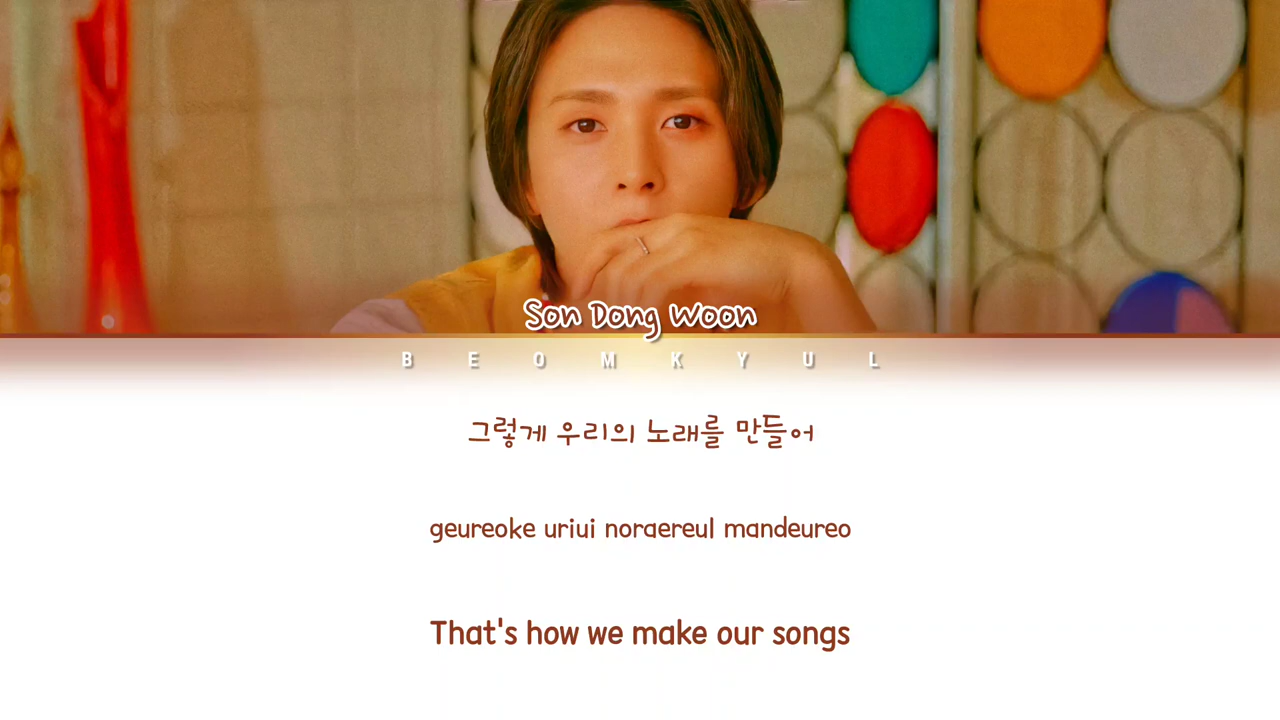 Son Dong Woon
BEOMKYUL
그렇게 우리의 노래를 만들어
geureoke uriui noraereul mandeureo
That's how we make our songs